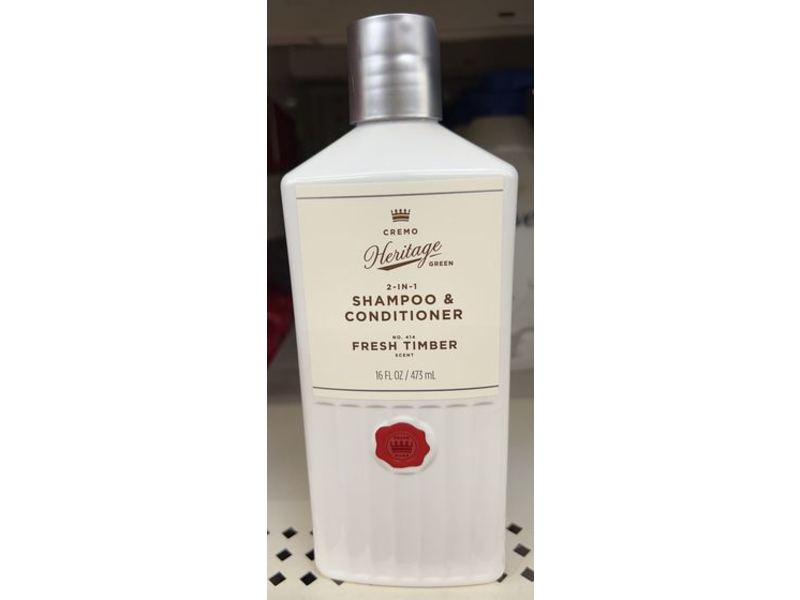 CREMO
Heritage
GREEN
2-IN-1
SHAMPOO &
CONDITIONER
NO. 414
FRESH TIMBER
SCENT
16 FL OZ / 473 mL